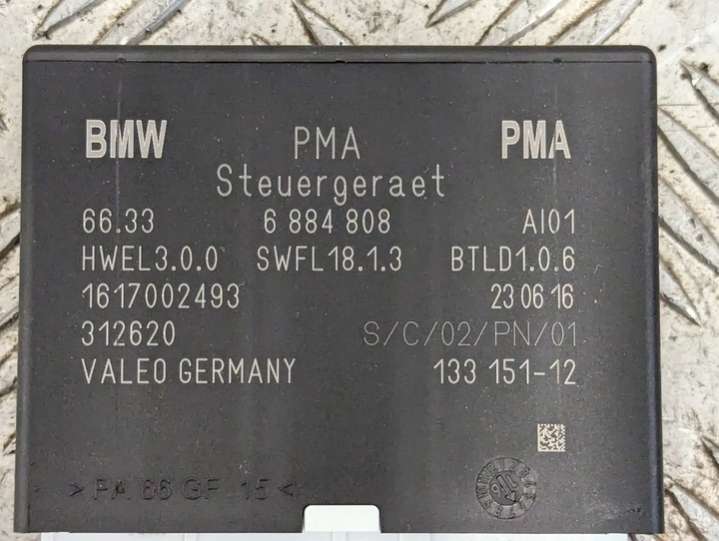 BMW PMA PMA
Steuergeraet
66.33 6 884 808 AI01
HWEL3.0.0 SWFL18.1.3 BTLD1.0.6
1617002493 23 06 16
312620 S/C/02/PN/01
VALEO GERMANY 133 151-12
>PA 66 GF 15<